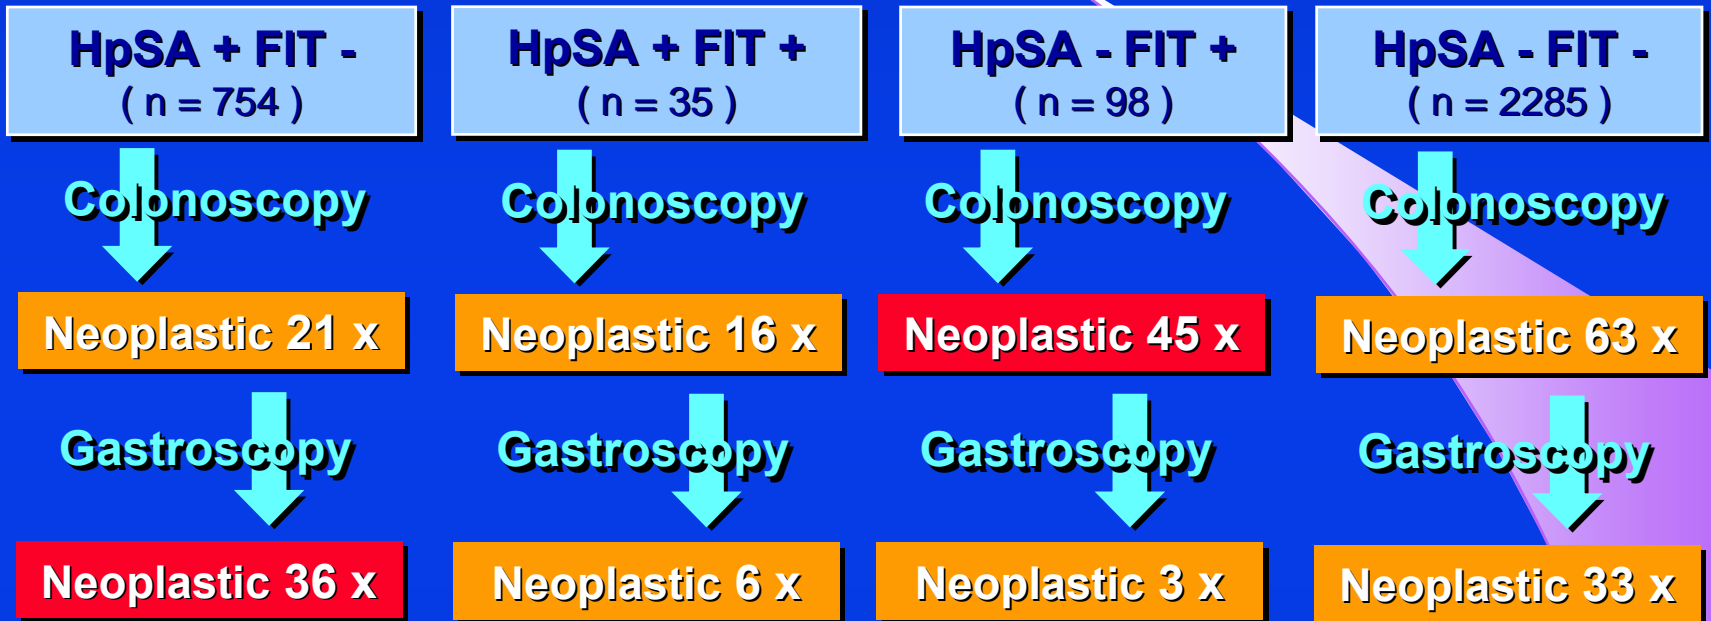 HpSA + FIT -
( n = 754 )
HpSA + FIT +
( n = 35 )
HpSA - FIT +
( n = 98 )
HpSA - FIT -
( n = 2285 )
Colonoscopy
Colonoscopy
Colonoscopy
Colonoscopy
Neoplastic 21 x
Neoplastic 16 x
Neoplastic 45 x
Neoplastic 63 x
Gastroscopy
Gastroscopy
Gastroscopy
Gastroscopy
Neoplastic 36 x
Neoplastic 6 x
Neoplastic 3 x
Neoplastic 33 x